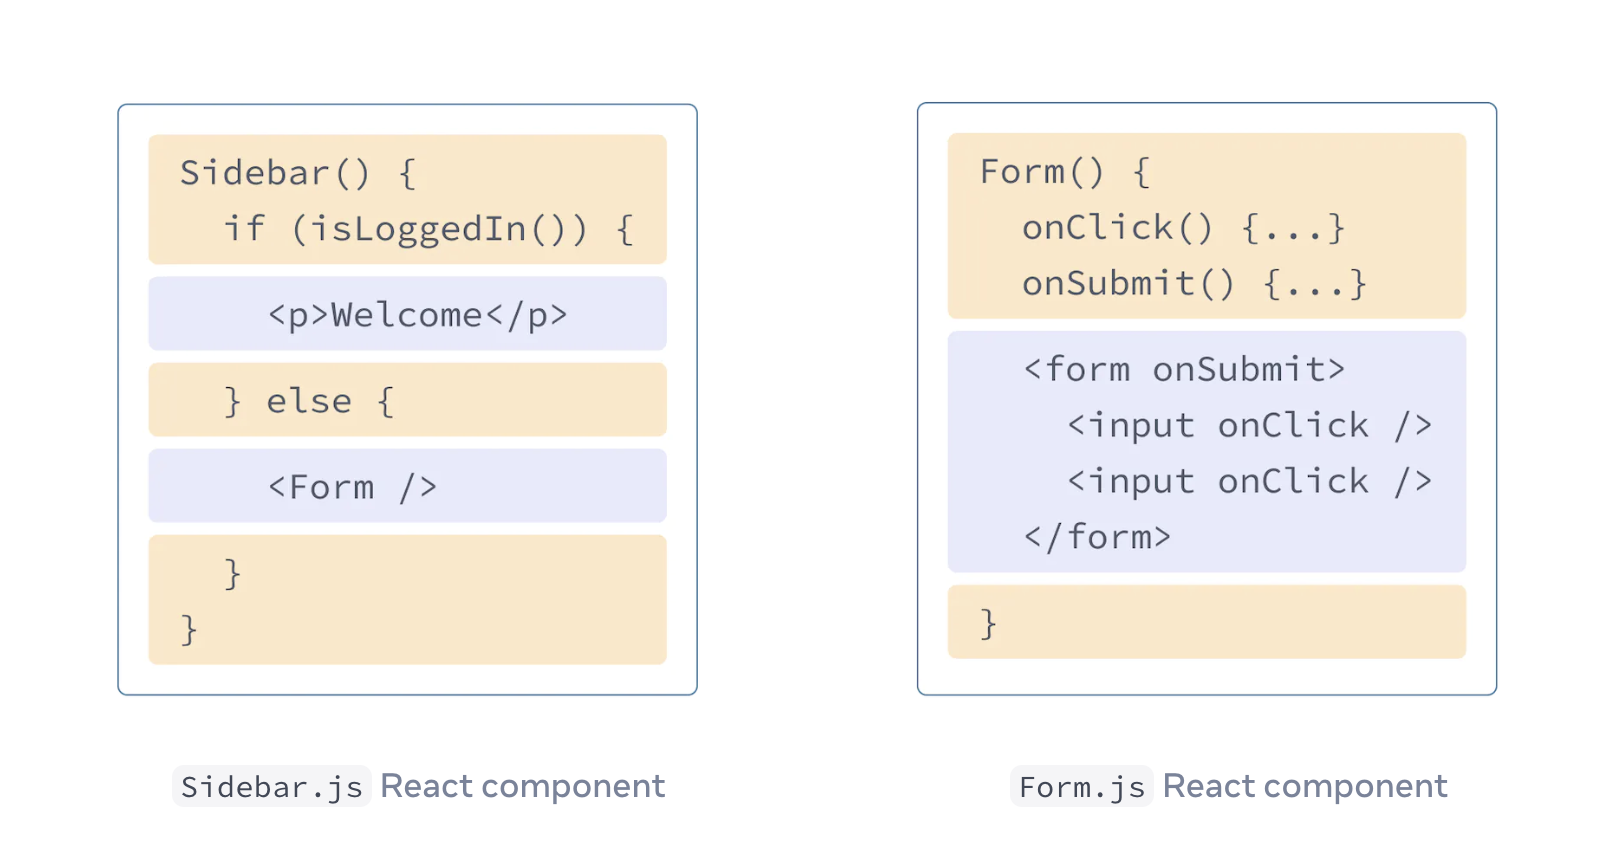 Sidebar() {
  if (isLoggedIn()) {
    <p>Welcome</p>
  } else {
    <Form />
  }
}
Sidebar.js React component
Form() {
  onClick() {...}
  onSubmit() {...}
  <form onSubmit>
    <input onClick />
    <input onClick />
  </form>
}
Form.js React component